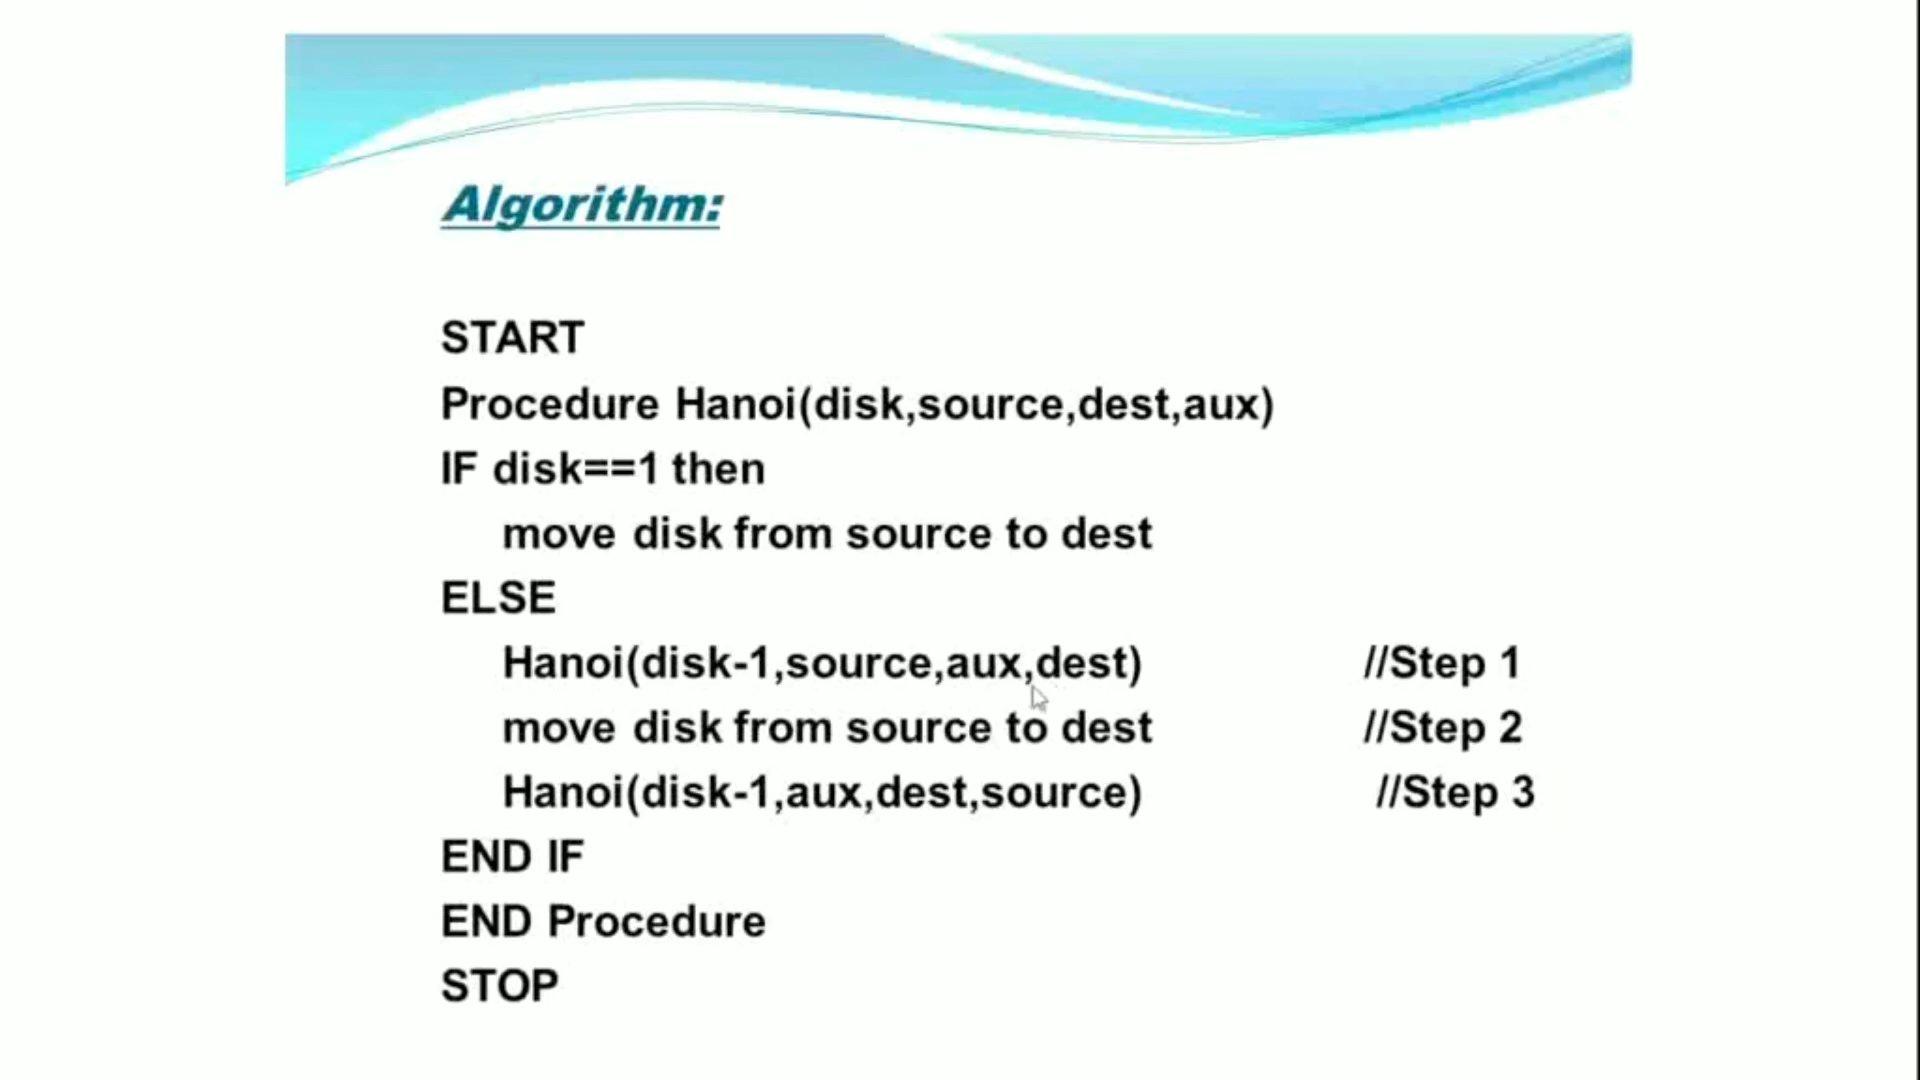 Algorithm:
START
Procedure Hanoi(disk,source,dest,aux)
IF disk==1 then
move disk from source to dest
ELSE
Hanoi(disk-1,source,aux,dest) //Step 1
move disk from source to dest //Step 2
Hanoi(disk-1,aux,dest,source) //Step 3
END IF
END Procedure
STOP